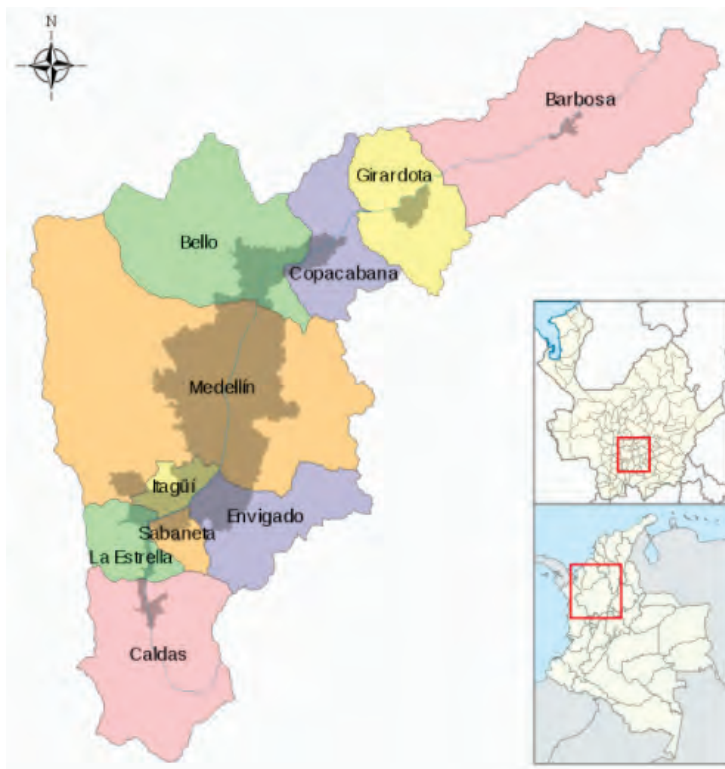 N
Barbosa
Girardota
Bello
Copacabana
Medellín
Itagüí
Envigado
Sabaneta
La Estrella
Caldas